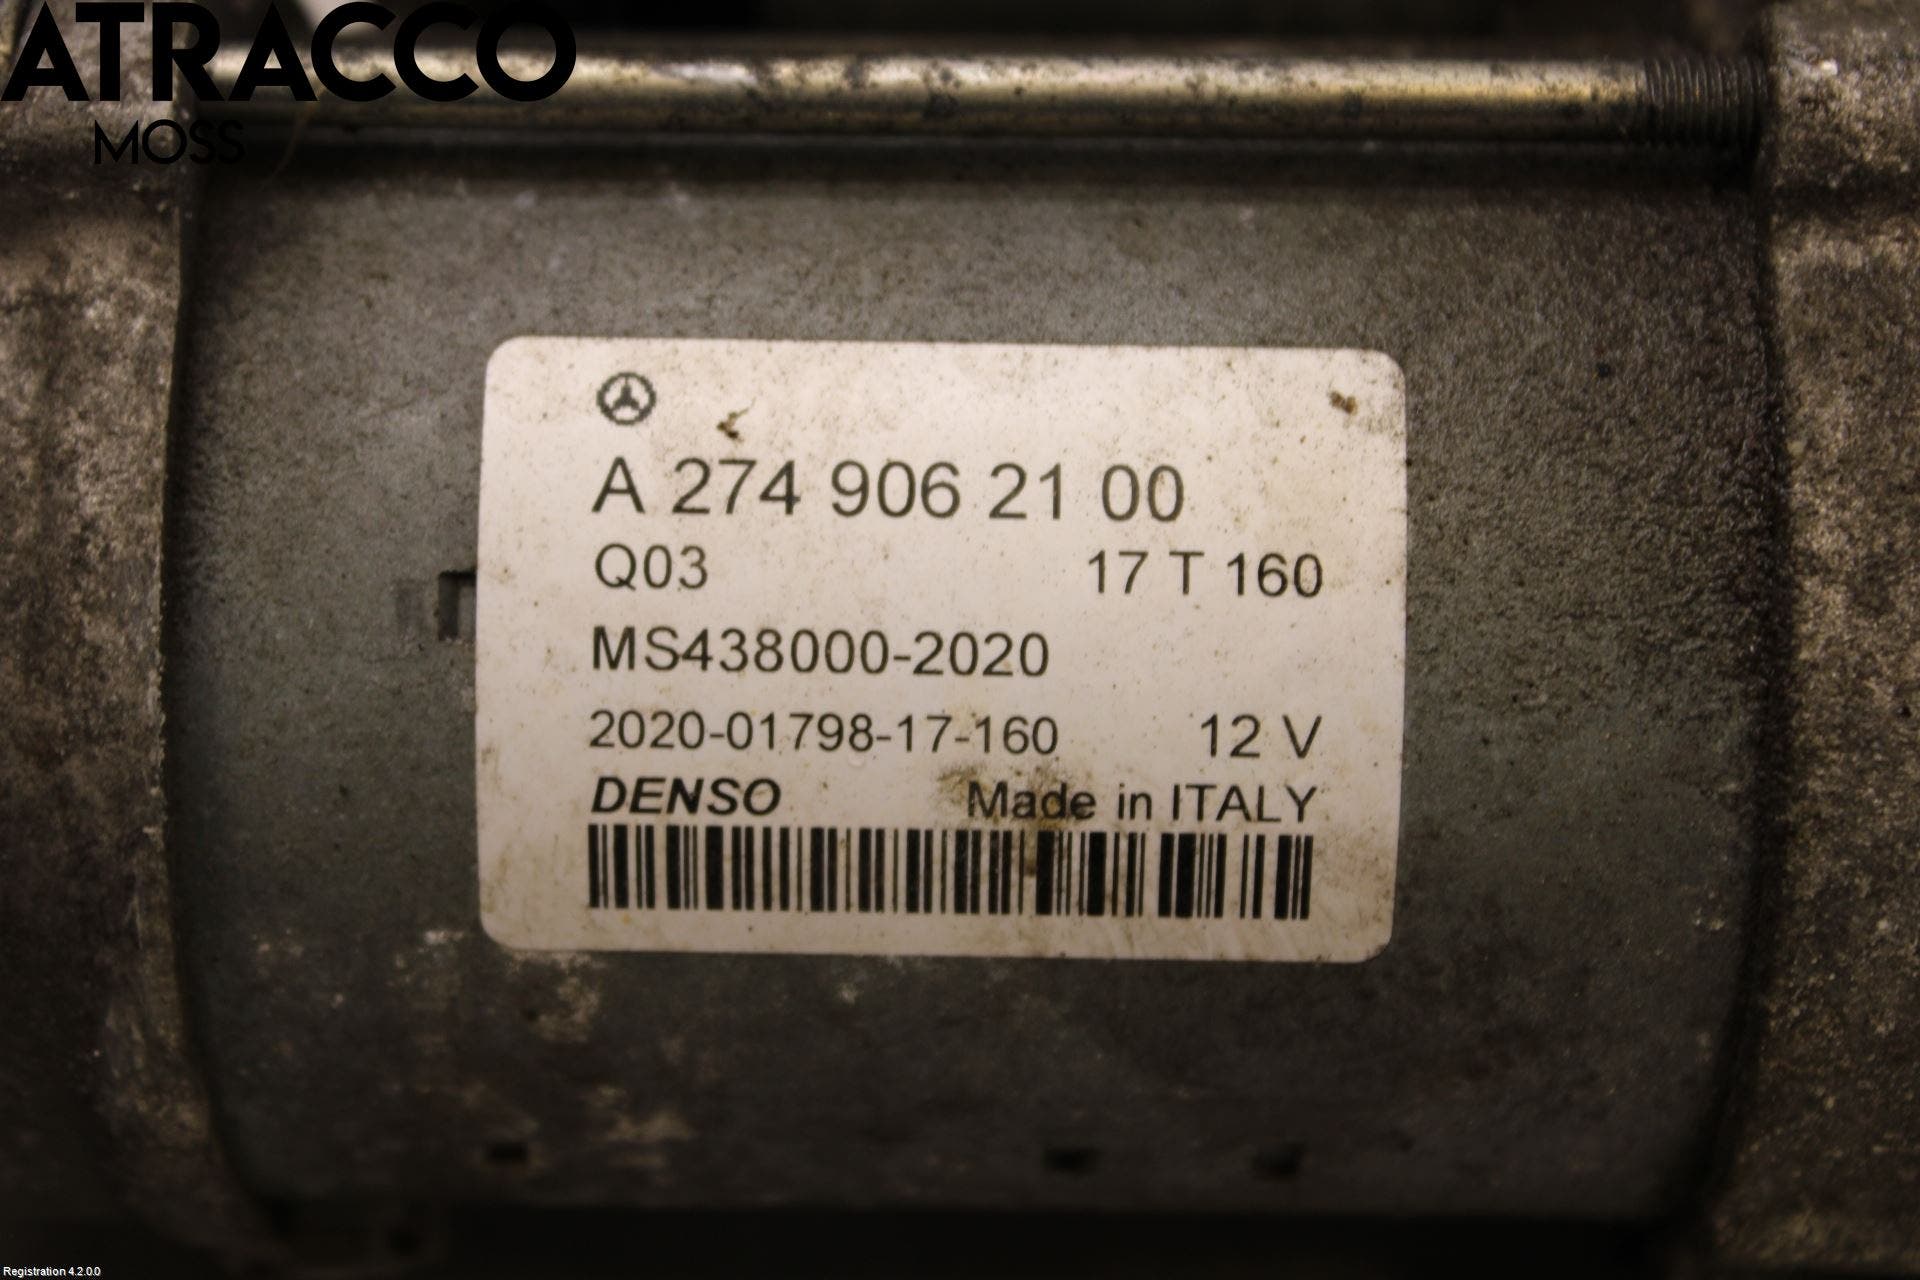 ATRACCO
MOSS
A 274 906 21 00
Q03 17 T 160
MS438000-2020
2020-01798-17-160 12 V
DENSO Made in ITALY
Registration 4.2.0.0